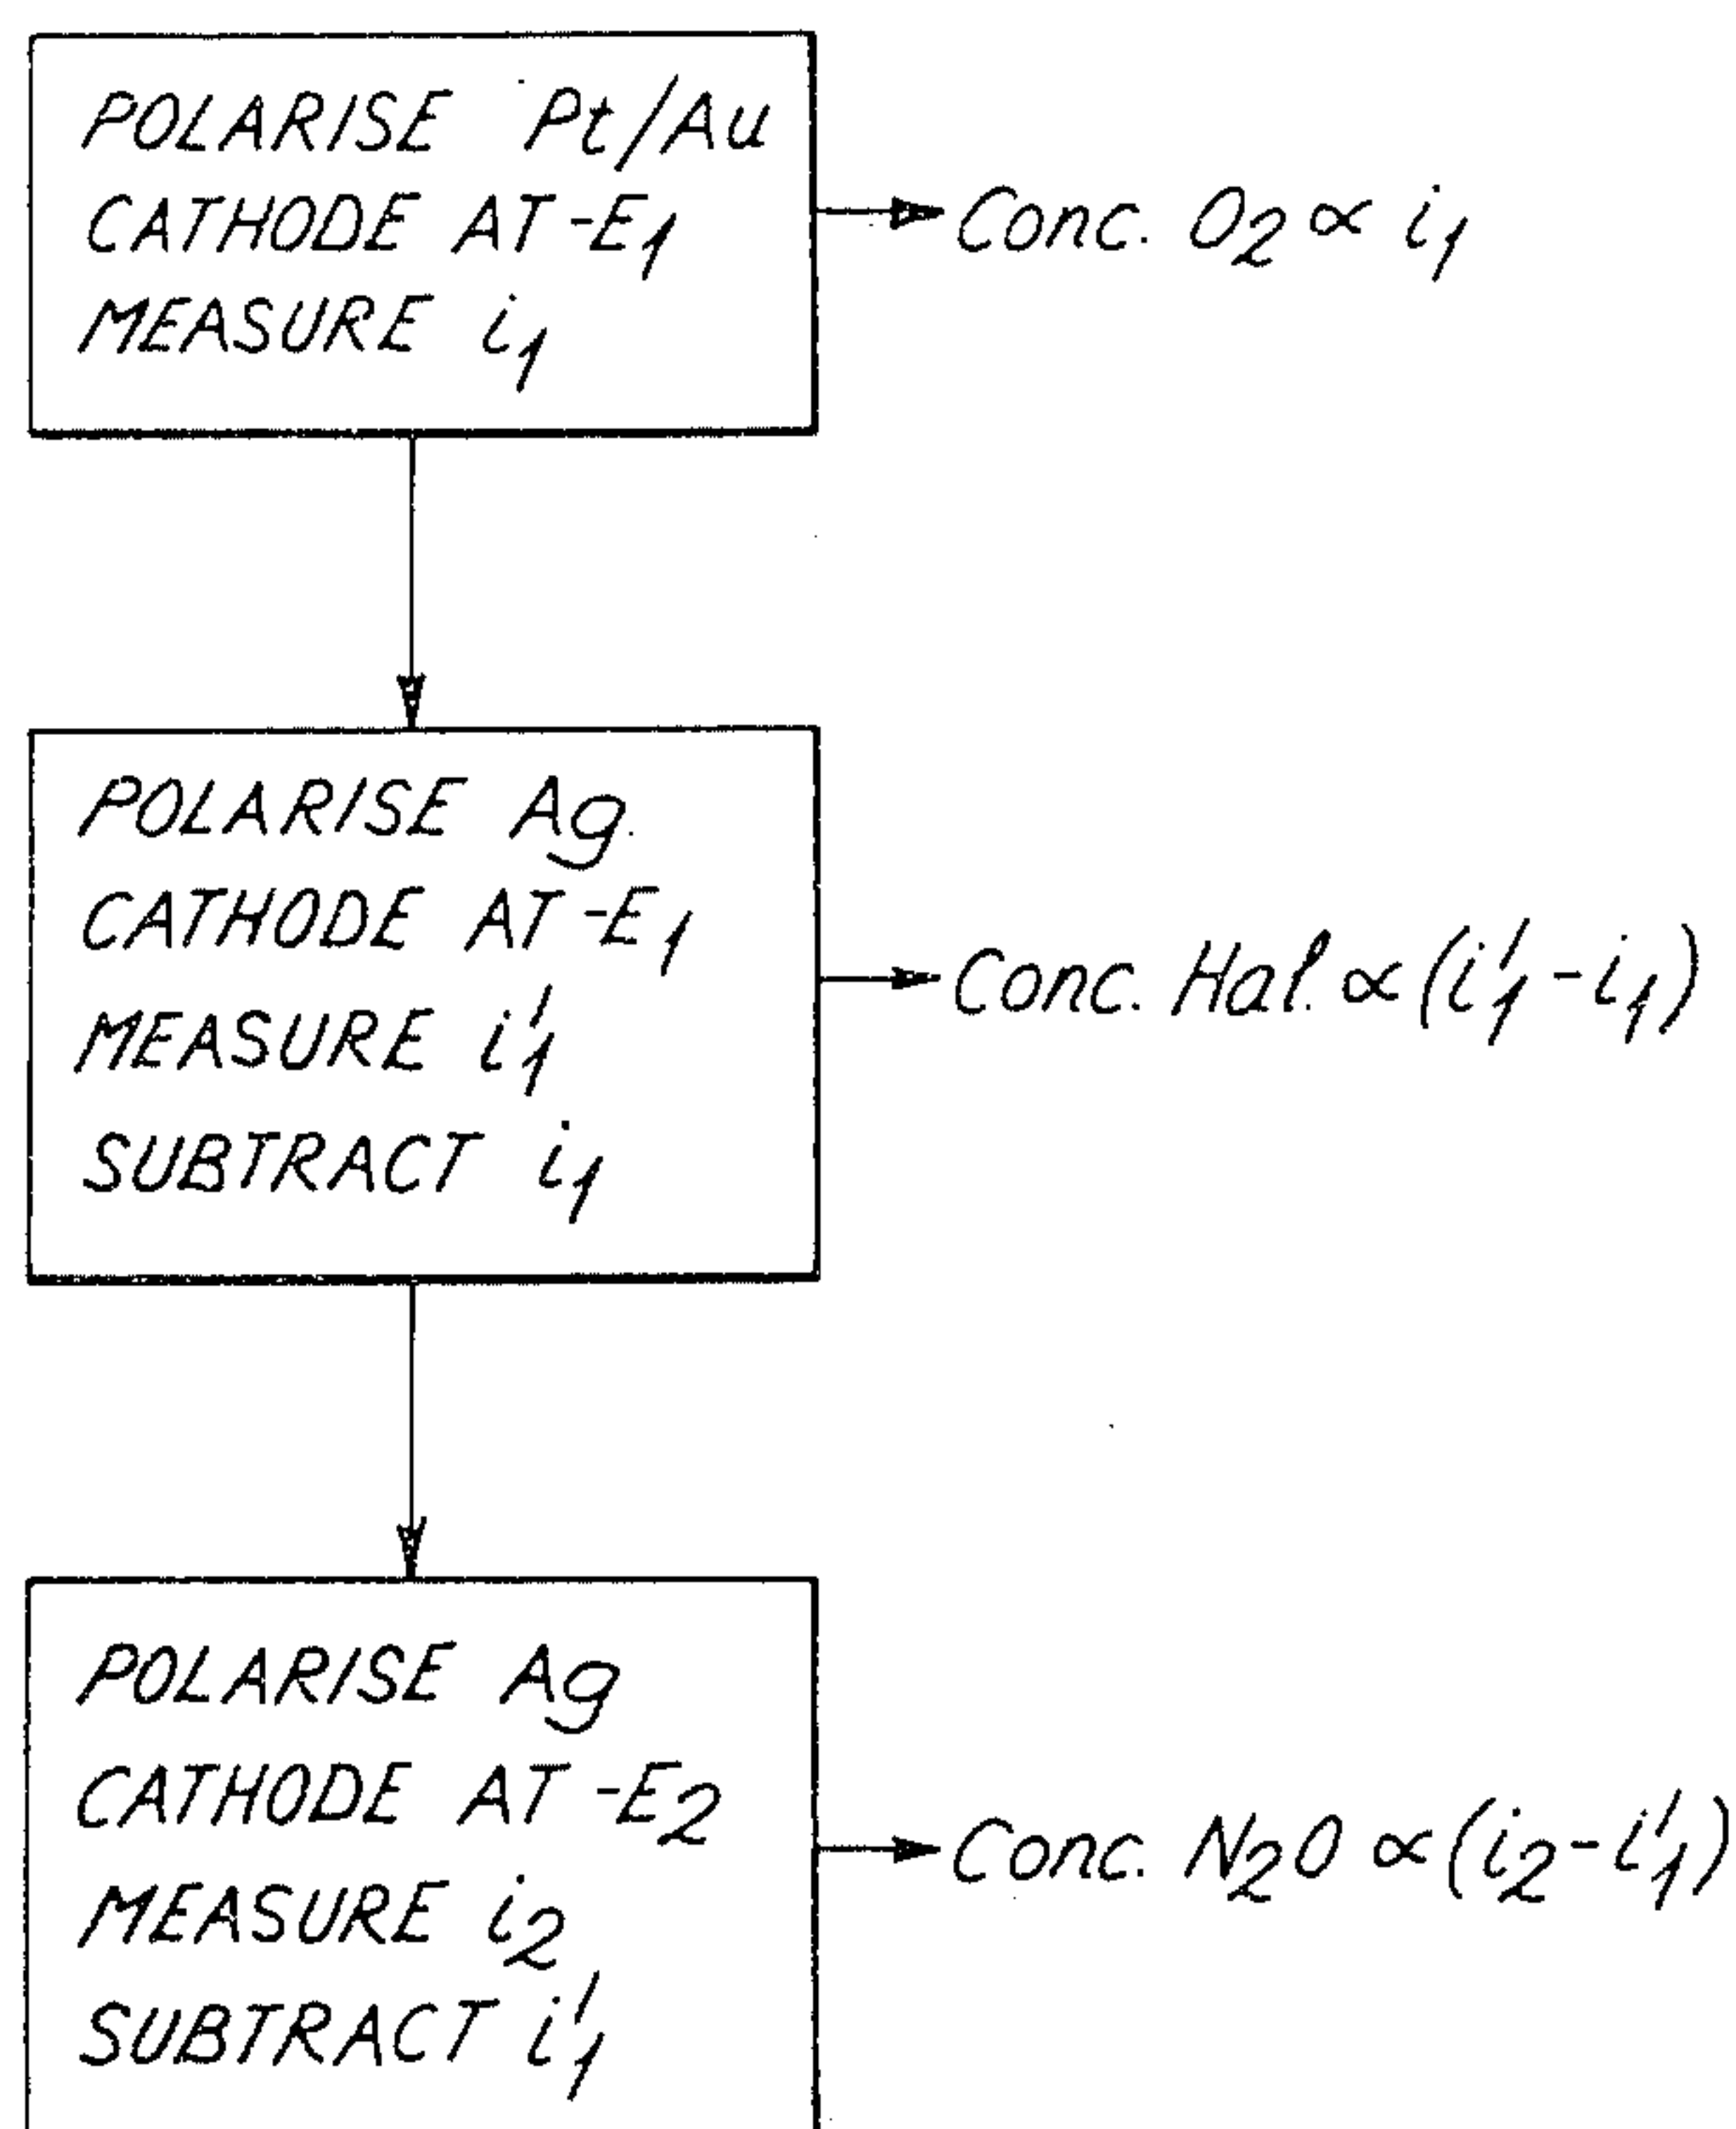 POLARISE Pt/Au
CATHODE AT -E₁
MEASURE i₁
Conc. O₂ ∝ i₁
POLARISE Ag.
CATHODE AT -E₁
MEASURE i′₁
SUBTRACT i₁
Conc. Hal. ∝ (i′₁ - i₁)
POLARISE Ag
CATHODE AT -E₂
MEASURE i₂
SUBTRACT i′₁
Conc. N₂O ∝ (i₂ - i′₁)